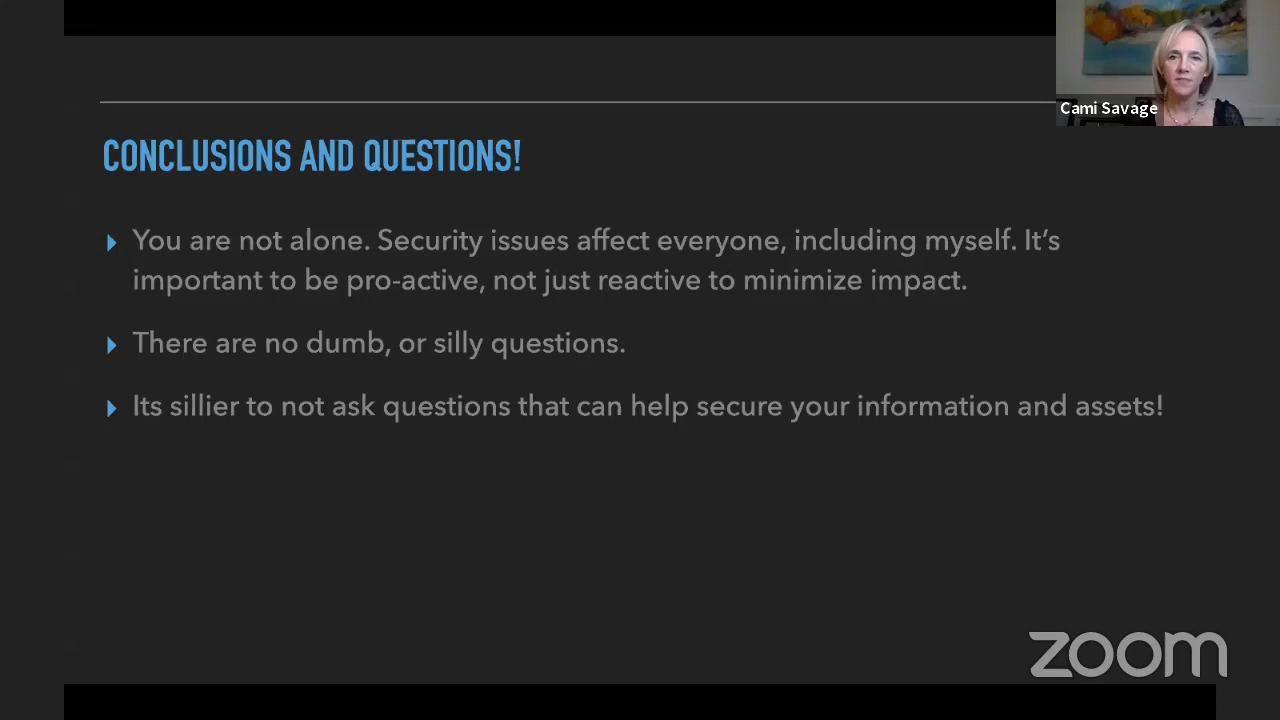 Cami Savage
CONCLUSIONS AND QUESTIONS!
You are not alone. Security issues affect everyone, including myself. It’s
important to be pro-active, not just reactive to minimize impact.
There are no dumb, or silly questions.
Its sillier to not ask questions that can help secure your information and assets!
zoom